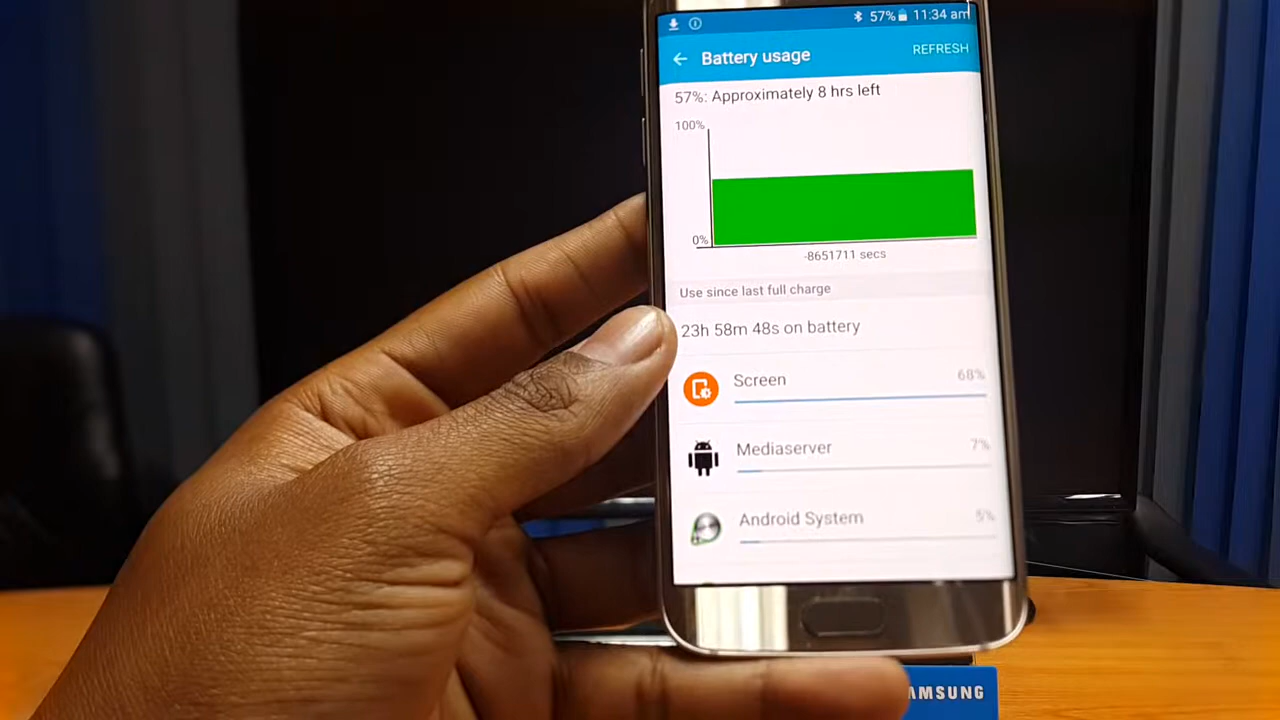 57% 11:34 am
Battery usage
REFRESH
57%: Approximately 8 hrs left
100%
0%
-8651711 secs
Use since last full charge
23h 58m 48s on battery
Screen 68%
Mediaserver 7%
Android System 5%
AMSUNG